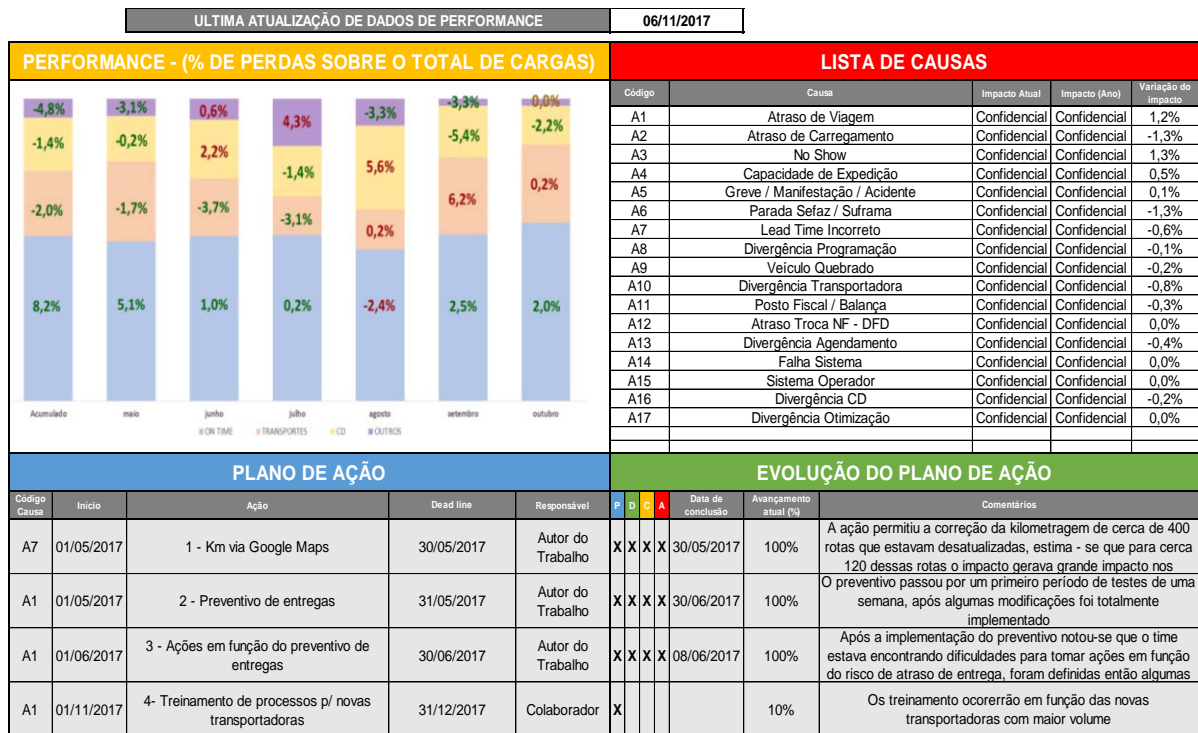 ULTIMA ATUALIZAÇÃO DE DADOS DE PERFORMANCE 06/11/2017
PERFORMANCE - (% DE PERDAS SOBRE O TOTAL DE CARGAS)
-4,8% -3,1% 0,6% 4,3% -3,3% -3,3% 0,0%
-1,4% -0,2% 2,2% -1,4% 5,6% -5,4% -2,2%
-2,0% -1,7% -3,7% -3,1% 0,2% 6,2% 0,2%
8,2% 5,1% 1,0% 0,2% -2,4% 2,5% 2,0%
Acumulado maio junho julho agosto setembro outubro
ON TIME TRANSPORTES CD OUTROS
LISTA DE CAUSAS
Código Causa Impacto Atual Impacto (Ano) Variação do impacto
A1 Atraso de Viagem Confidencial Confidencial 1,2%
A2 Atraso de Carregamento Confidencial Confidencial -1,3%
A3 No Show Confidencial Confidencial 1,3%
A4 Capacidade de Expedição Confidencial Confidencial 0,5%
A5 Greve / Manifestação / Acidente Confidencial Confidencial 0,1%
A6 Parada Sefaz / Suframa Confidencial Confidencial -1,3%
A7 Lead Time Incorreto Confidencial Confidencial -0,6%
A8 Divergência Programação Confidencial Confidencial -0,1%
A9 Veículo Quebrado Confidencial Confidencial -0,2%
A10 Divergência Transportadora Confidencial Confidencial -0,8%
A11 Posto Fiscal / Balança Confidencial Confidencial -0,3%
A12 Atraso Troca NF - DFD Confidencial Confidencial 0,0%
A13 Divergência Agendamento Confidencial Confidencial -0,4%
A14 Falha Sistema Confidencial Confidencial 0,0%
A15 Sistema Operador Confidencial Confidencial 0,0%
A16 Divergência CD Confidencial Confidencial -0,2%
A17 Divergência Otimização Confidencial Confidencial 0,0%
PLANO DE AÇÃO
EVOLUÇÃO DO PLANO DE AÇÃO
Código Causa Inicio Ação Dead line Responsável P D C A Data de conclusão Avançamento atual (%) Comentários
A7 01/05/2017 1 - Km via Google Maps 30/05/2017 Autor do Trabalho X X X X 30/05/2017 100%
A ação permitiu a correção da kilometragem de cerca de 400
rotas que estavam desatualizadas, estima - se que para cerca
120 dessas rotas o impacto gerava grande impacto nos
A1 01/05/2017 2 - Preventivo de entregas 31/05/2017 Autor do Trabalho X X X X 30/06/2017 100%
O preventivo passou por um primeiro período de testes de uma
semana, após algumas modificações foi totalmente
implementado
A1 01/06/2017 3 - Ações em função do preventivo de entregas 30/06/2017 Autor do Trabalho X X X X 08/06/2017 100%
Após a implementação do preventivo notou-se que o time
estava encontrando dificuldades para tomar ações em função
do risco de atraso de entrega, foram definidas então algumas
A1 01/11/2017 4- Treinamento de processos p/ novas transportadoras 31/12/2017 Colaborador X 10%
Os treinamento ocorerrão em função das novas
transportadoras com maior volume